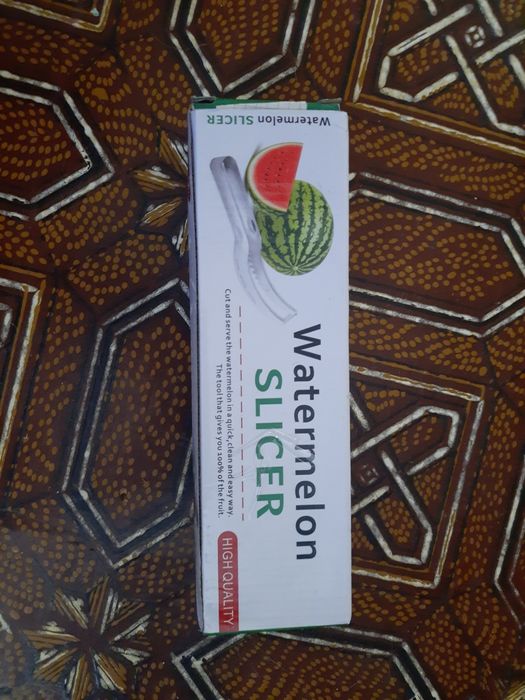 Watermelon SLICER
Watermelon
SLICER
Cut and serve the watermelon in a quick,clean and easy way.
The tool that gives you 100% of the fruit.
HIGH QUALITY